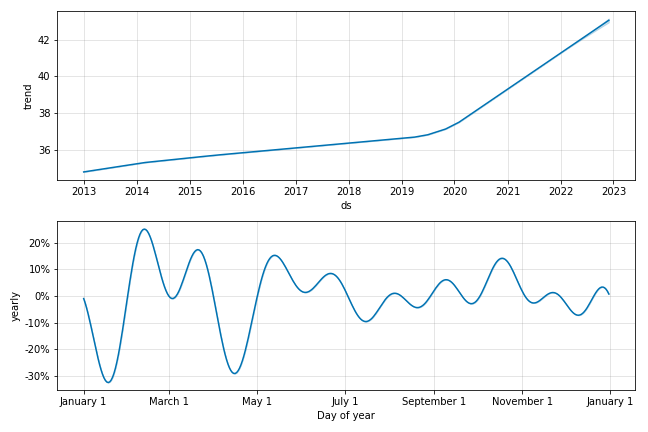 42
40
38
36
trend
2013 2014 2015 2016 2017 2018 2019 2020 2021 2022 2023
ds
20%
10%
0%
-10%
-20%
-30%
yearly
January 1 March 1 May 1 July 1 September 1 November 1 January 1
Day of year